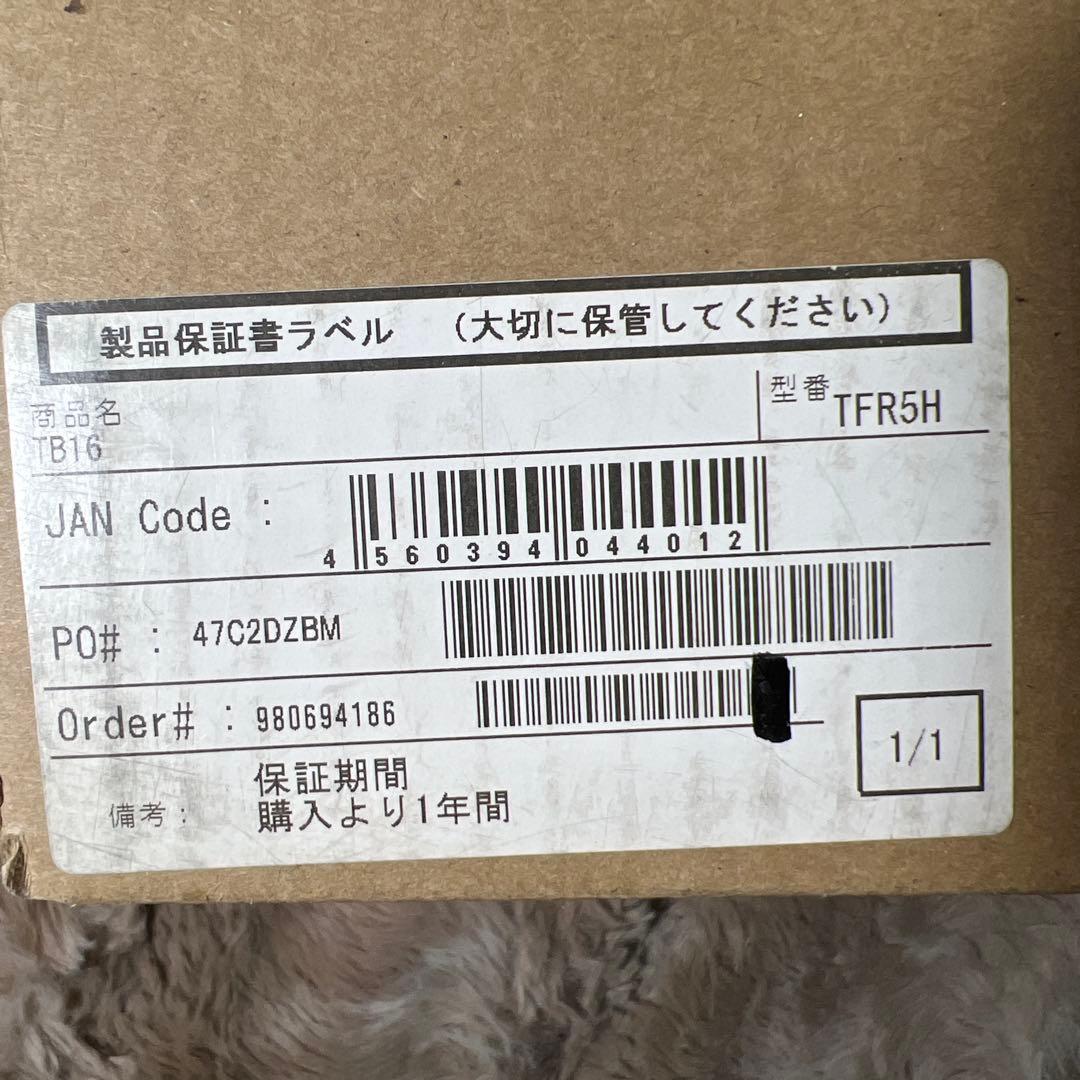 製品保証書ラベル （大切に保管してください）
商品名
TB16
型番 TFR5H
JAN Code :
4 560394 044012
PO# : 47C2DZBM
Order# : 980694186
1/1
備考：
保証期間
購入より1年間